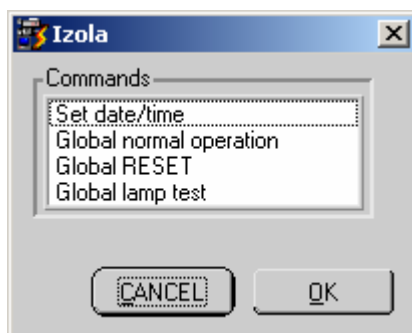 Izola
Commands
Set date/time
Global normal operation
Global RESET
Global lamp test
CANCEL
OK